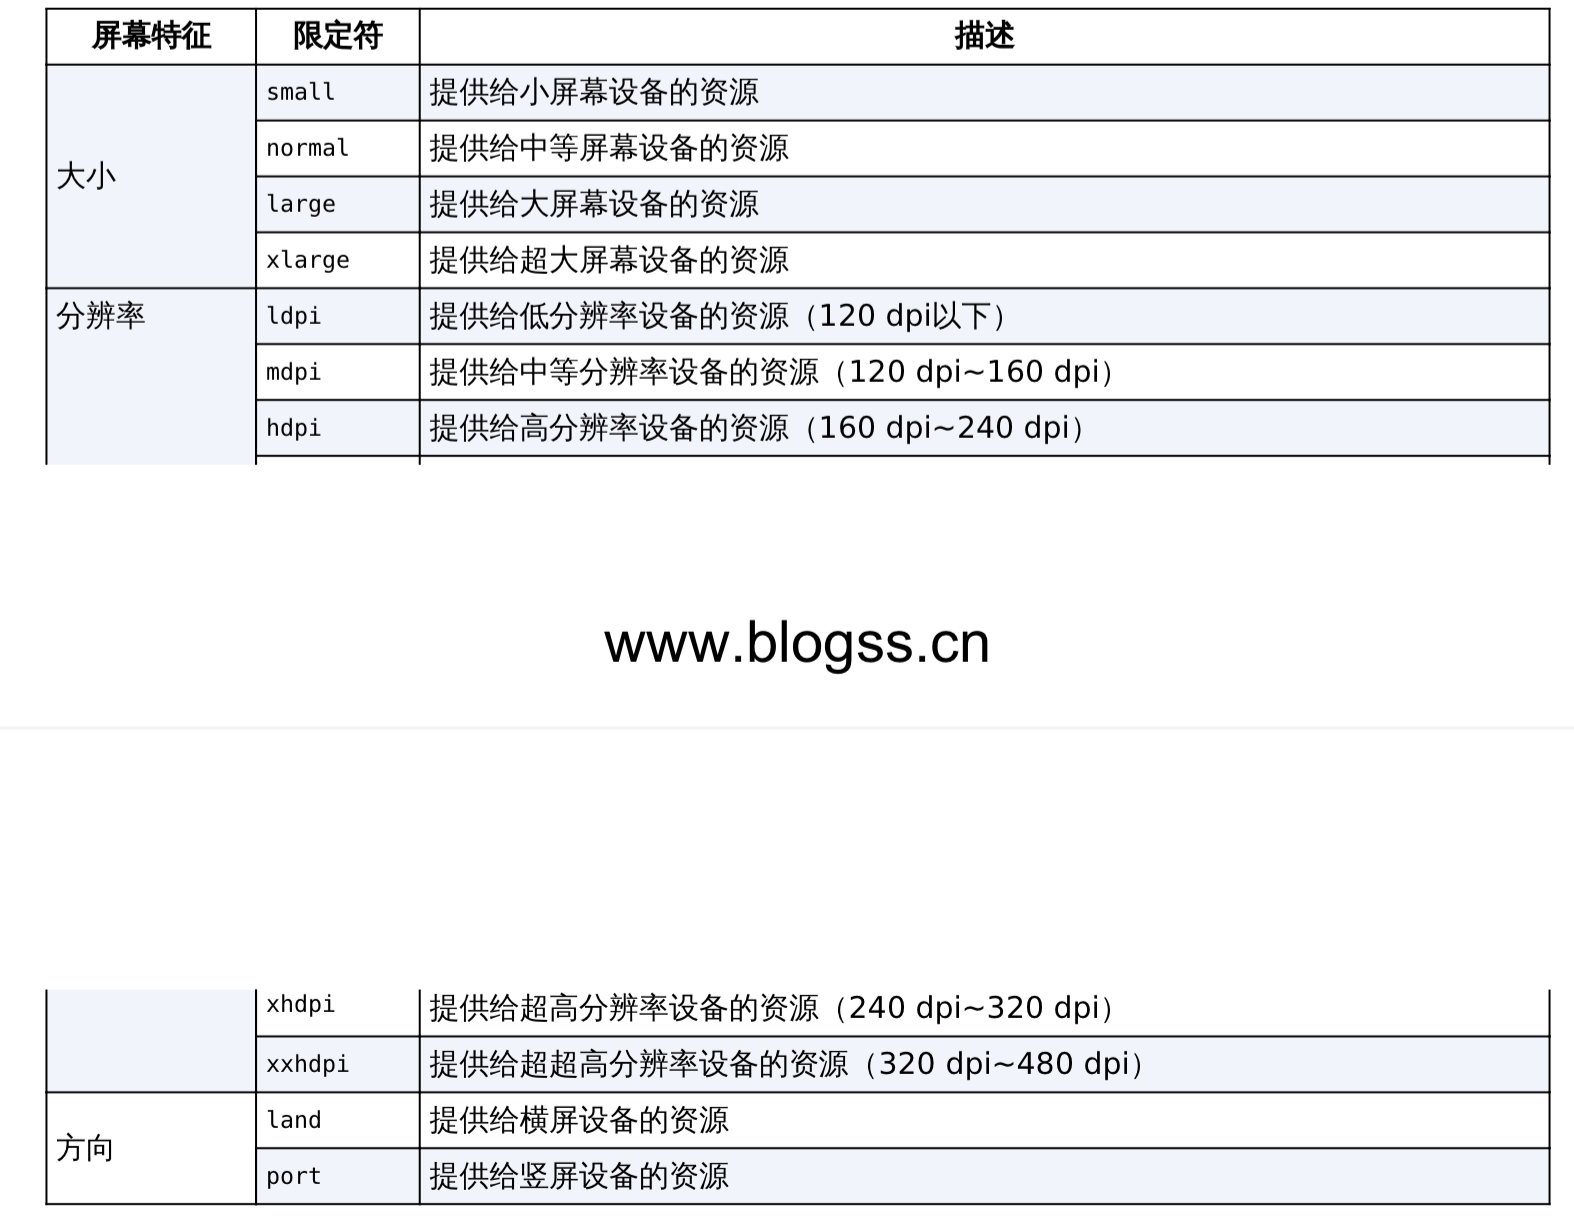 屏幕特征 限定符 描述
大小 small 提供给小屏幕设备的资源
normal 提供给中等屏幕设备的资源
large 提供给大屏幕设备的资源
xlarge 提供给超大屏幕设备的资源
分辨率 ldpi 提供给低分辨率设备的资源（120 dpi以下）
mdpi 提供给中等分辨率设备的资源（120 dpi~160 dpi）
hdpi 提供给高分辨率设备的资源（160 dpi~240 dpi）
www.blogss.cn
xhdpi 提供给超高分辨率设备的资源（240 dpi~320 dpi）
xxhdpi 提供给超超高分辨率设备的资源（320 dpi~480 dpi）
方向 land 提供给横屏设备的资源
port 提供给竖屏设备的资源